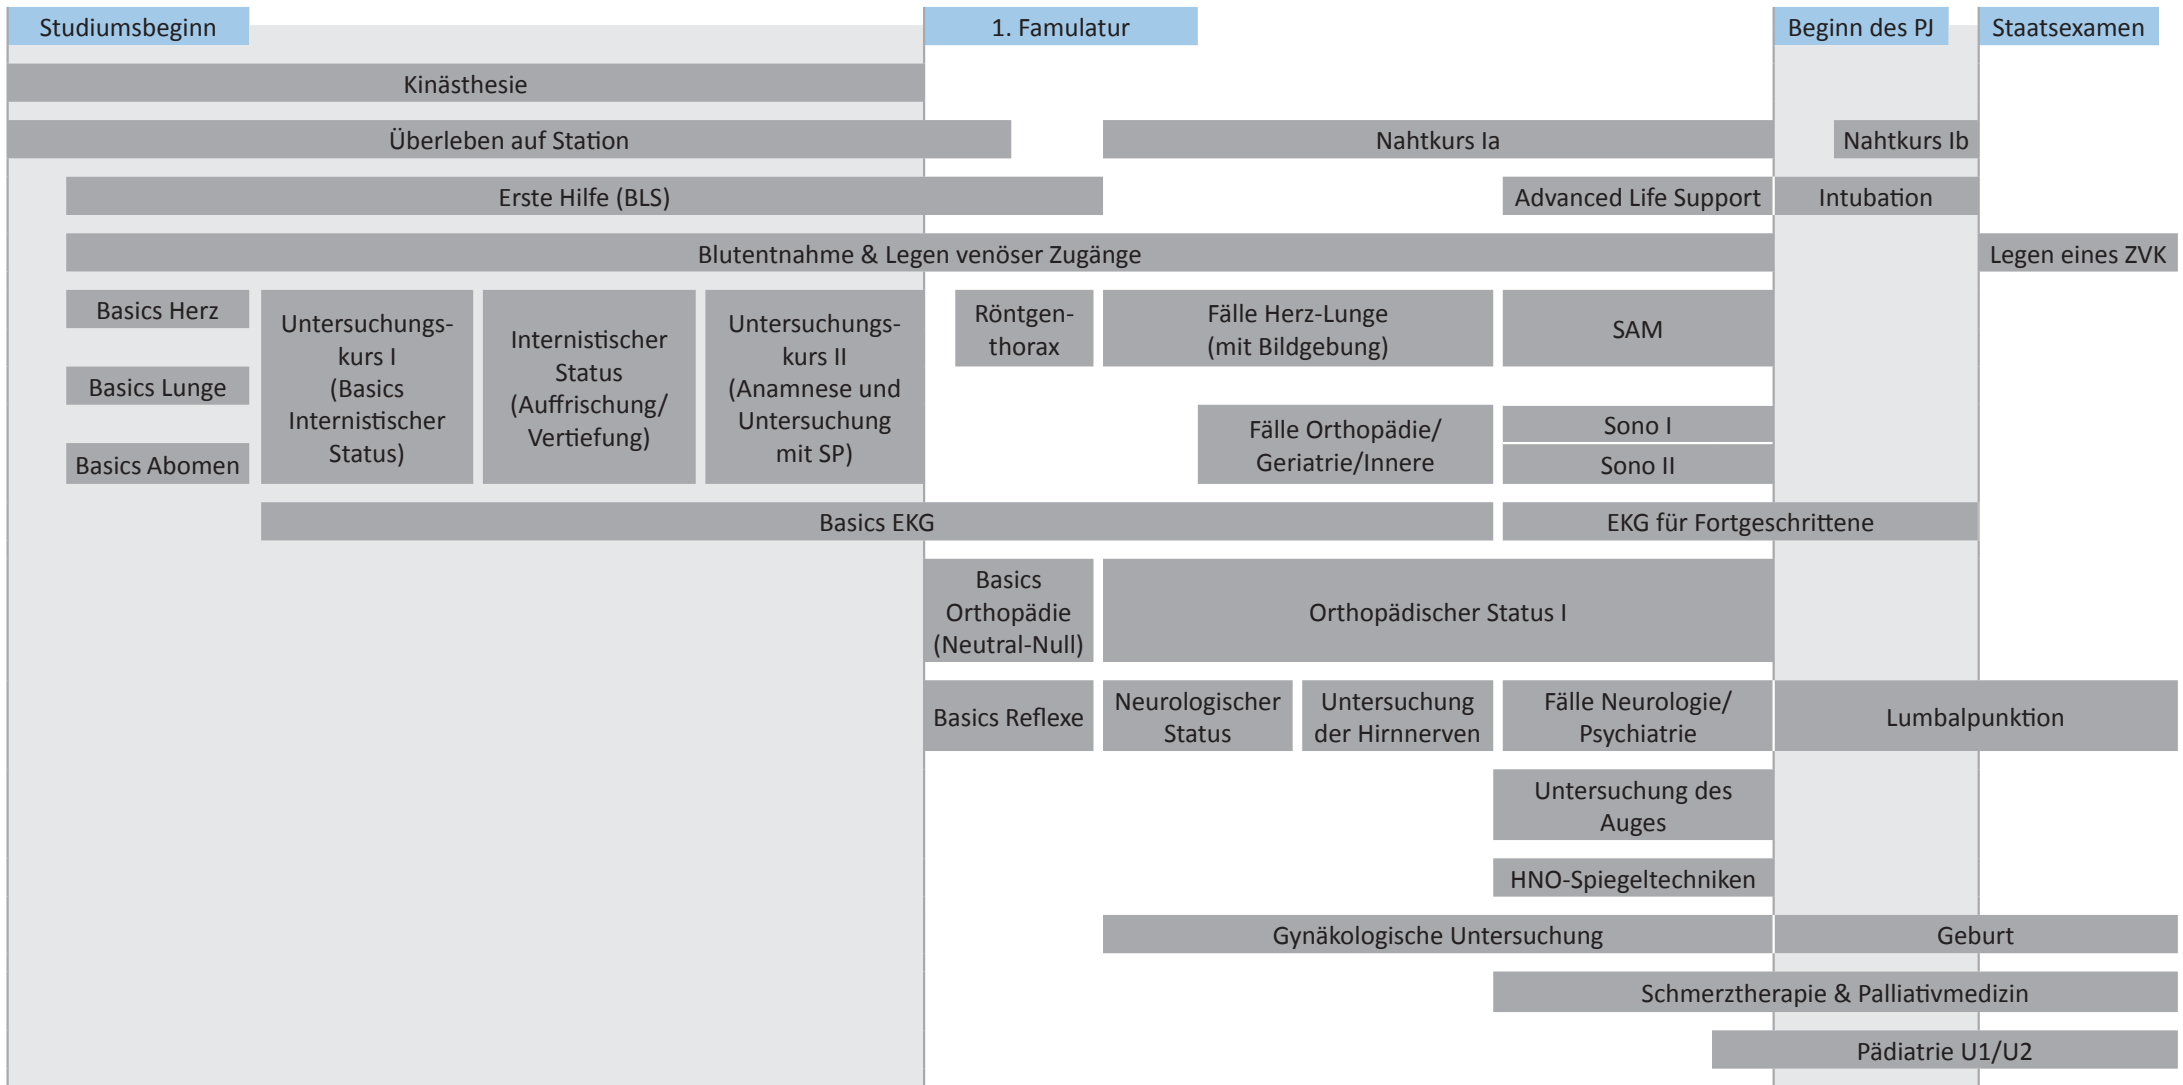 Studiumsbeginn
1. Famulatur
Beginn des PJ
Staatsexamen
Kinästhesie
Überleben auf Station
Nahtkurs Ia
Nahtkurs Ib
Erste Hilfe (BLS)
Advanced Life Support
Intubation
Blutentnahme & Legen venöser Zugänge
Legen eines ZVK
Basics Herz
Basics Lunge
Basics Abomen
Untersuchungs-
kurs I
(Basics
Internistischer
Status)
Internistischer
Status
(Auffrischung/
Vertiefung)
Untersuchungs-
kurs II
(Anamnese und
Untersuchung
mit SP)
Röntgen-
thorax
Fälle Herz-Lunge
(mit Bildgebung)
SAM
Fälle Orthopädie/
Geriatrie/Innere
Sono I
Sono II
Basics EKG
EKG für Fortgeschrittene
Basics
Orthopädie
(Neutral-Null)
Orthopädischer Status I
Basics Reflexe
Neurologischer
Status
Untersuchung
der Hirnnerven
Fälle Neurologie/
Psychiatrie
Lumbalpunktion
Untersuchung des
Auges
HNO-Spiegeltechniken
Gynäkologische Untersuchung
Geburt
Schmerztherapie & Palliativmedizin
Pädiatrie U1/U2